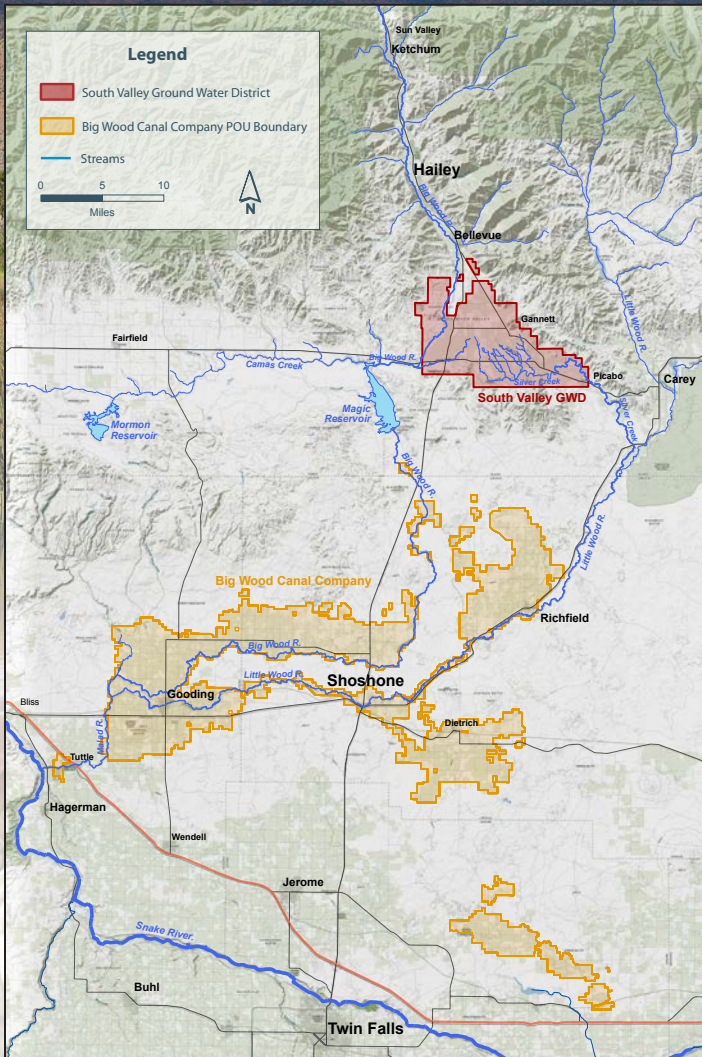 Legend
South Valley Ground Water District
Big Wood Canal Company POU Boundary
Streams
0 5 10
Miles
N
Sun Valley
Ketchum
Hailey
Big Wood R.
Bellevue
Gannett
Little Wood R.
Fairfield
Camas Creek
Big Wood R.
Silver Creek
Picabo
Carey
South Valley GWD
Magic
Reservoir
Mormon
Reservoir
Silver Creek
Big Wood R.
Little Wood R.
Big Wood Canal Company
Richfield
Big Wood R.
Little Wood R.
Shoshone
Gooding
Bliss
Dietrich
Malad R.
Tuttle
Hagerman
Wendell
Jerome
Snake River
Buhl
Twin Falls